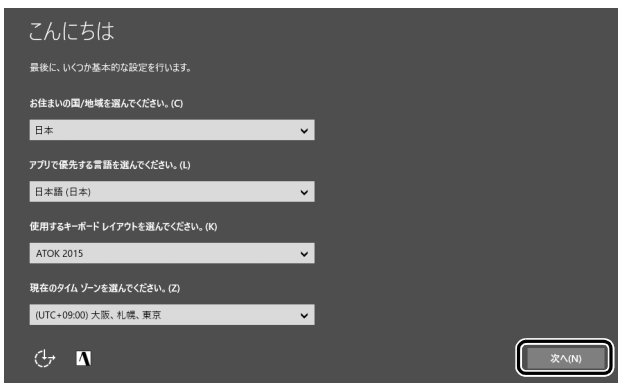 こんにちは
最後に、いくつか基本的な設定を行います。
お住まいの国/地域を選んでください。(C)
日本
アプリで優先する言語を選んでください。(L)
日本語 (日本)
使用するキーボード レイアウトを選んでください。(K)
ATOK 2015
現在のタイム ゾーンを選んでください。(Z)
(UTC+09:00) 大阪、札幌、東京
次へ(N)